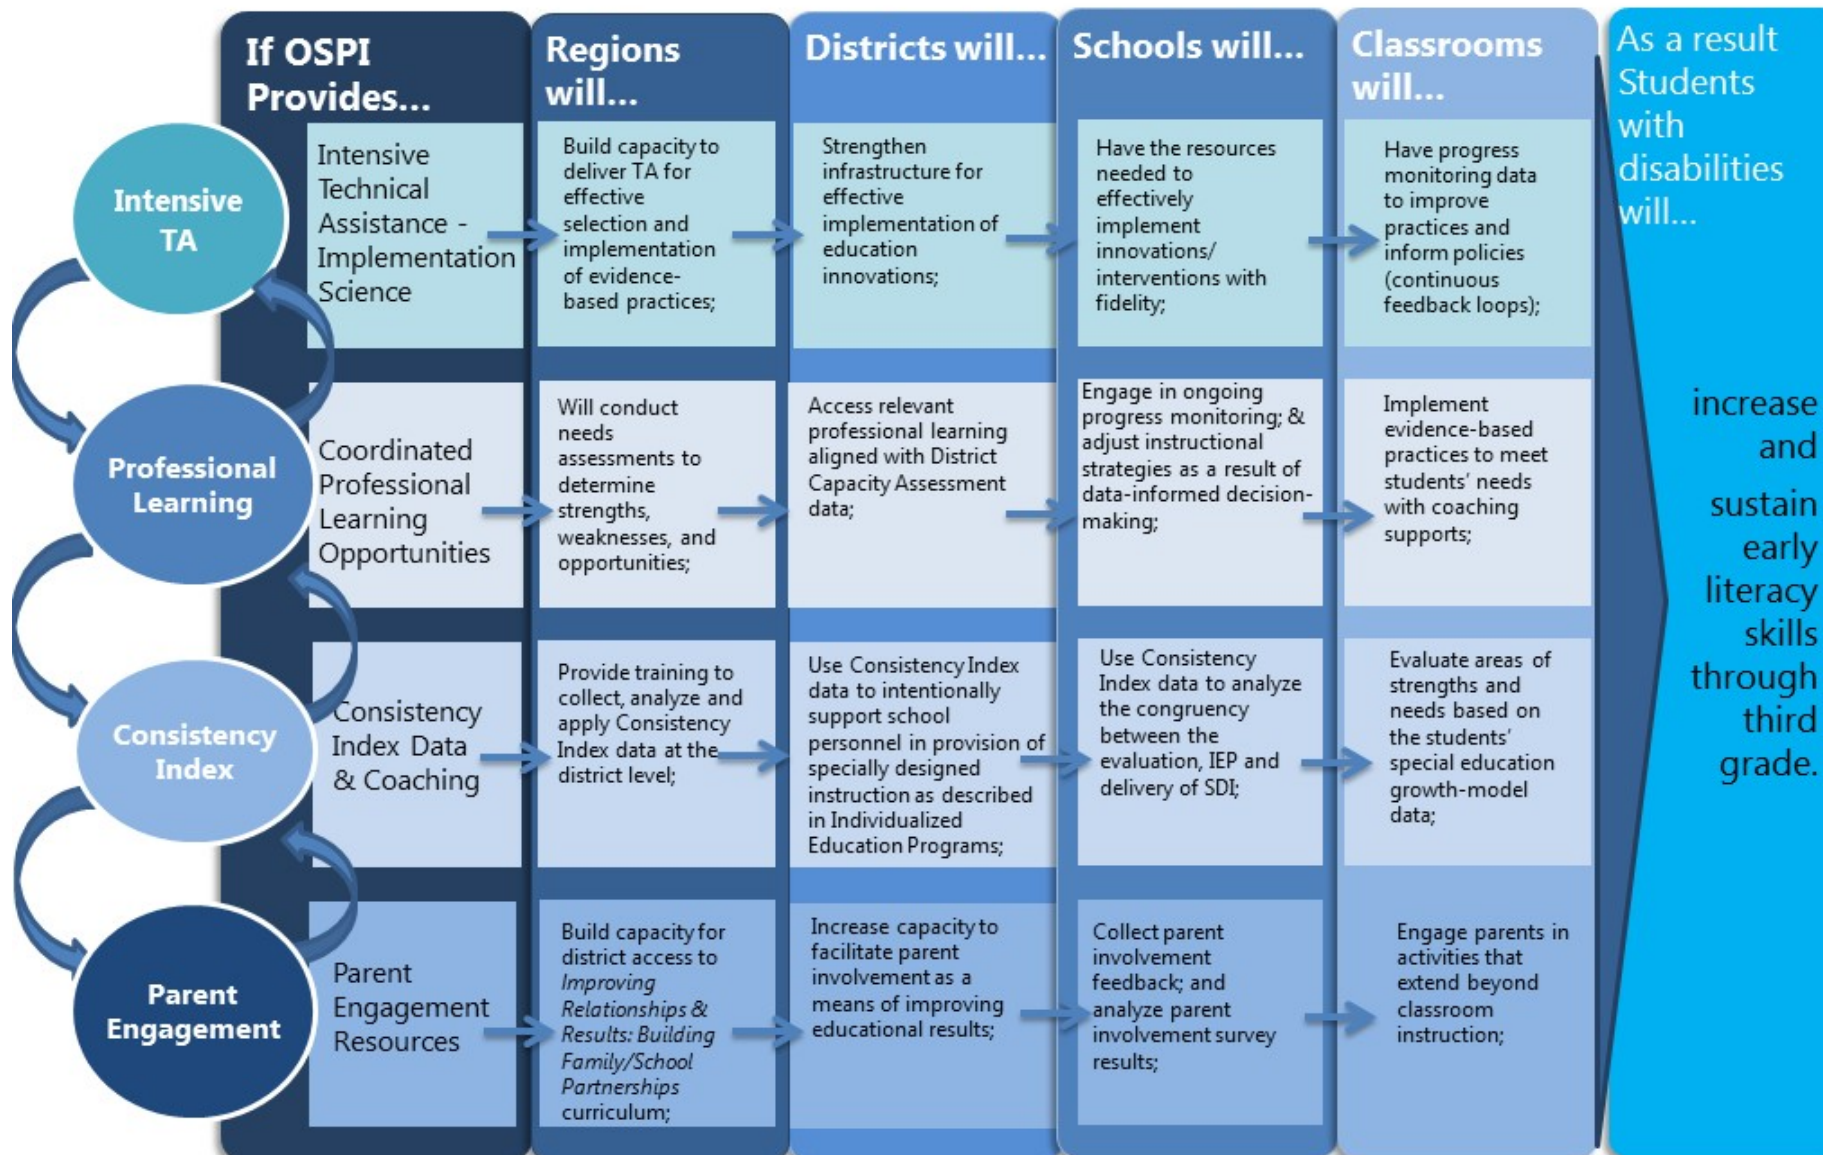 If OSPI
Provides...
Regions
will...
Districts will...
Schools will...
Classrooms
will...
As a result
Students
with
disabilities
will...
Intensive
TA
Intensive
Technical
Assistance -
Implementation
Science
Build capacity to
deliver TA for
effective
selection and
implementation
of evidence-
based practices;
Strengthen
infrastructure for
effective
implementation of
education
innovations;
Have the resources
needed to
effectively
implement
innovations/
interventions with
fidelity;
Have progress
monitoring data
to improve
practices and
inform policies
(continuous
feedback loops);
Professional
Learning
Coordinated
Professional
Learning
Opportunities
Will conduct
needs
assessments to
determine
strengths,
weaknesses, and
opportunities;
Access relevant
professional learning
aligned with District
Capacity Assessment
data;
Engage in ongoing
progress monitoring; &
adjust instructional
strategies as a result of
data-informed decision-
making;
Implement
evidence-based
practices to meet
students' needs
with coaching
supports;
increase
and
sustain
early
literacy
skills
through
third
grade.
Consistency
Index
Consistency
Index Data
& Coaching
Provide training to
collect, analyze and
apply Consistency
Index data at the
district level;
Use Consistency Index
data to intentionally
support school
personnel in provision of
specially designed
instruction as described
in Individualized
Education Programs;
Use Consistency
Index data to analyze
the congruency
between the
evaluation, IEP and
delivery of SDI;
Evaluate areas of
strengths and
needs based on
the students'
special education
growth-model
data;
Parent
Engagement
Parent
Engagement
Resources
Build capacity for
district access to
Improving
Relationships &
Results: Building
Family/School
Partnerships
curriculum;
Increase capacity to
facilitate parent
involvement as a
means of improving
educational results;
Collect parent
involvement
feedback; and
analyze parent
involvement survey
results;
Engage parents in
activities that
extend beyond
classroom
instruction;